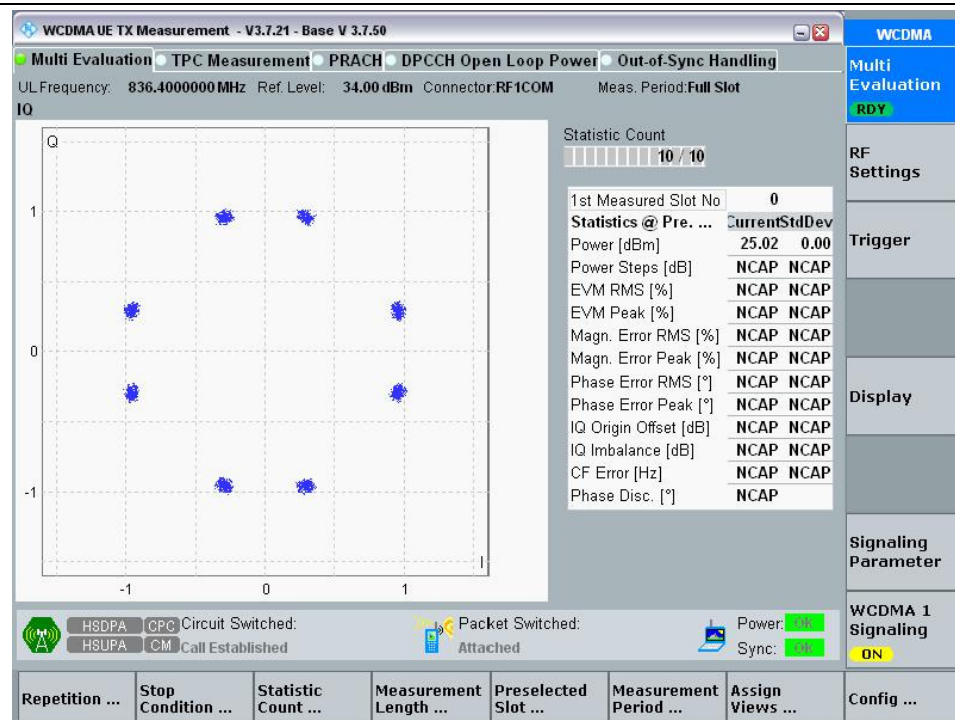 WCDMA UE TX Measurement - V3.7.21 - Base V 3.7.50
Multi Evaluation TPC Measurement PRACH DPCCH Open Loop Power Out-of-Sync Handling
UL Frequency: 836.4000000 MHz Ref. Level: 34.00 dBm Connector:RF1COM Meas. Period:Full Slot
IQ
Statistic Count
10 / 10
Q
1
0
-1
I
-1 0 1
1st Measured Slot No 0
Statistics @ Pre. ... Current StdDev
Power [dBm] 25.02 0.00
Power Steps [dB] NCAP NCAP
EVM RMS [%] NCAP NCAP
EVM Peak [%] NCAP NCAP
Magn. Error RMS [%] NCAP NCAP
Magn. Error Peak [%] NCAP NCAP
Phase Error RMS [°] NCAP NCAP
Phase Error Peak [°] NCAP NCAP
IQ Origin Offset [dB] NCAP NCAP
IQ Imbalance [dB] NCAP NCAP
CF Error [Hz] NCAP NCAP
Phase Disc. [°] NCAP
HSDPA CPC Circuit Switched: Packet Switched: Power: OK
HSUPA CM Call Established Attached Sync: OK
WCDMA
Multi
Evaluation
RDY
RF
Settings
Trigger
Display
Signaling
Parameter
WCDMA 1
Signaling
ON
Repetition ...
Stop
Condition ...
Statistic
Count ...
Measurement
Length ...
Preselected
Slot ...
Measurement
Period ...
Assign
Views ...
Config ...